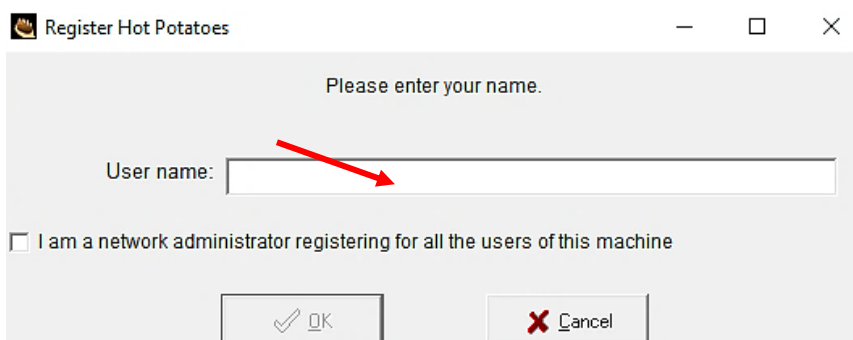 Register Hot Potatoes
Please enter your name.
User name:
I am a network administrator registering for all the users of this machine
OK
Cancel